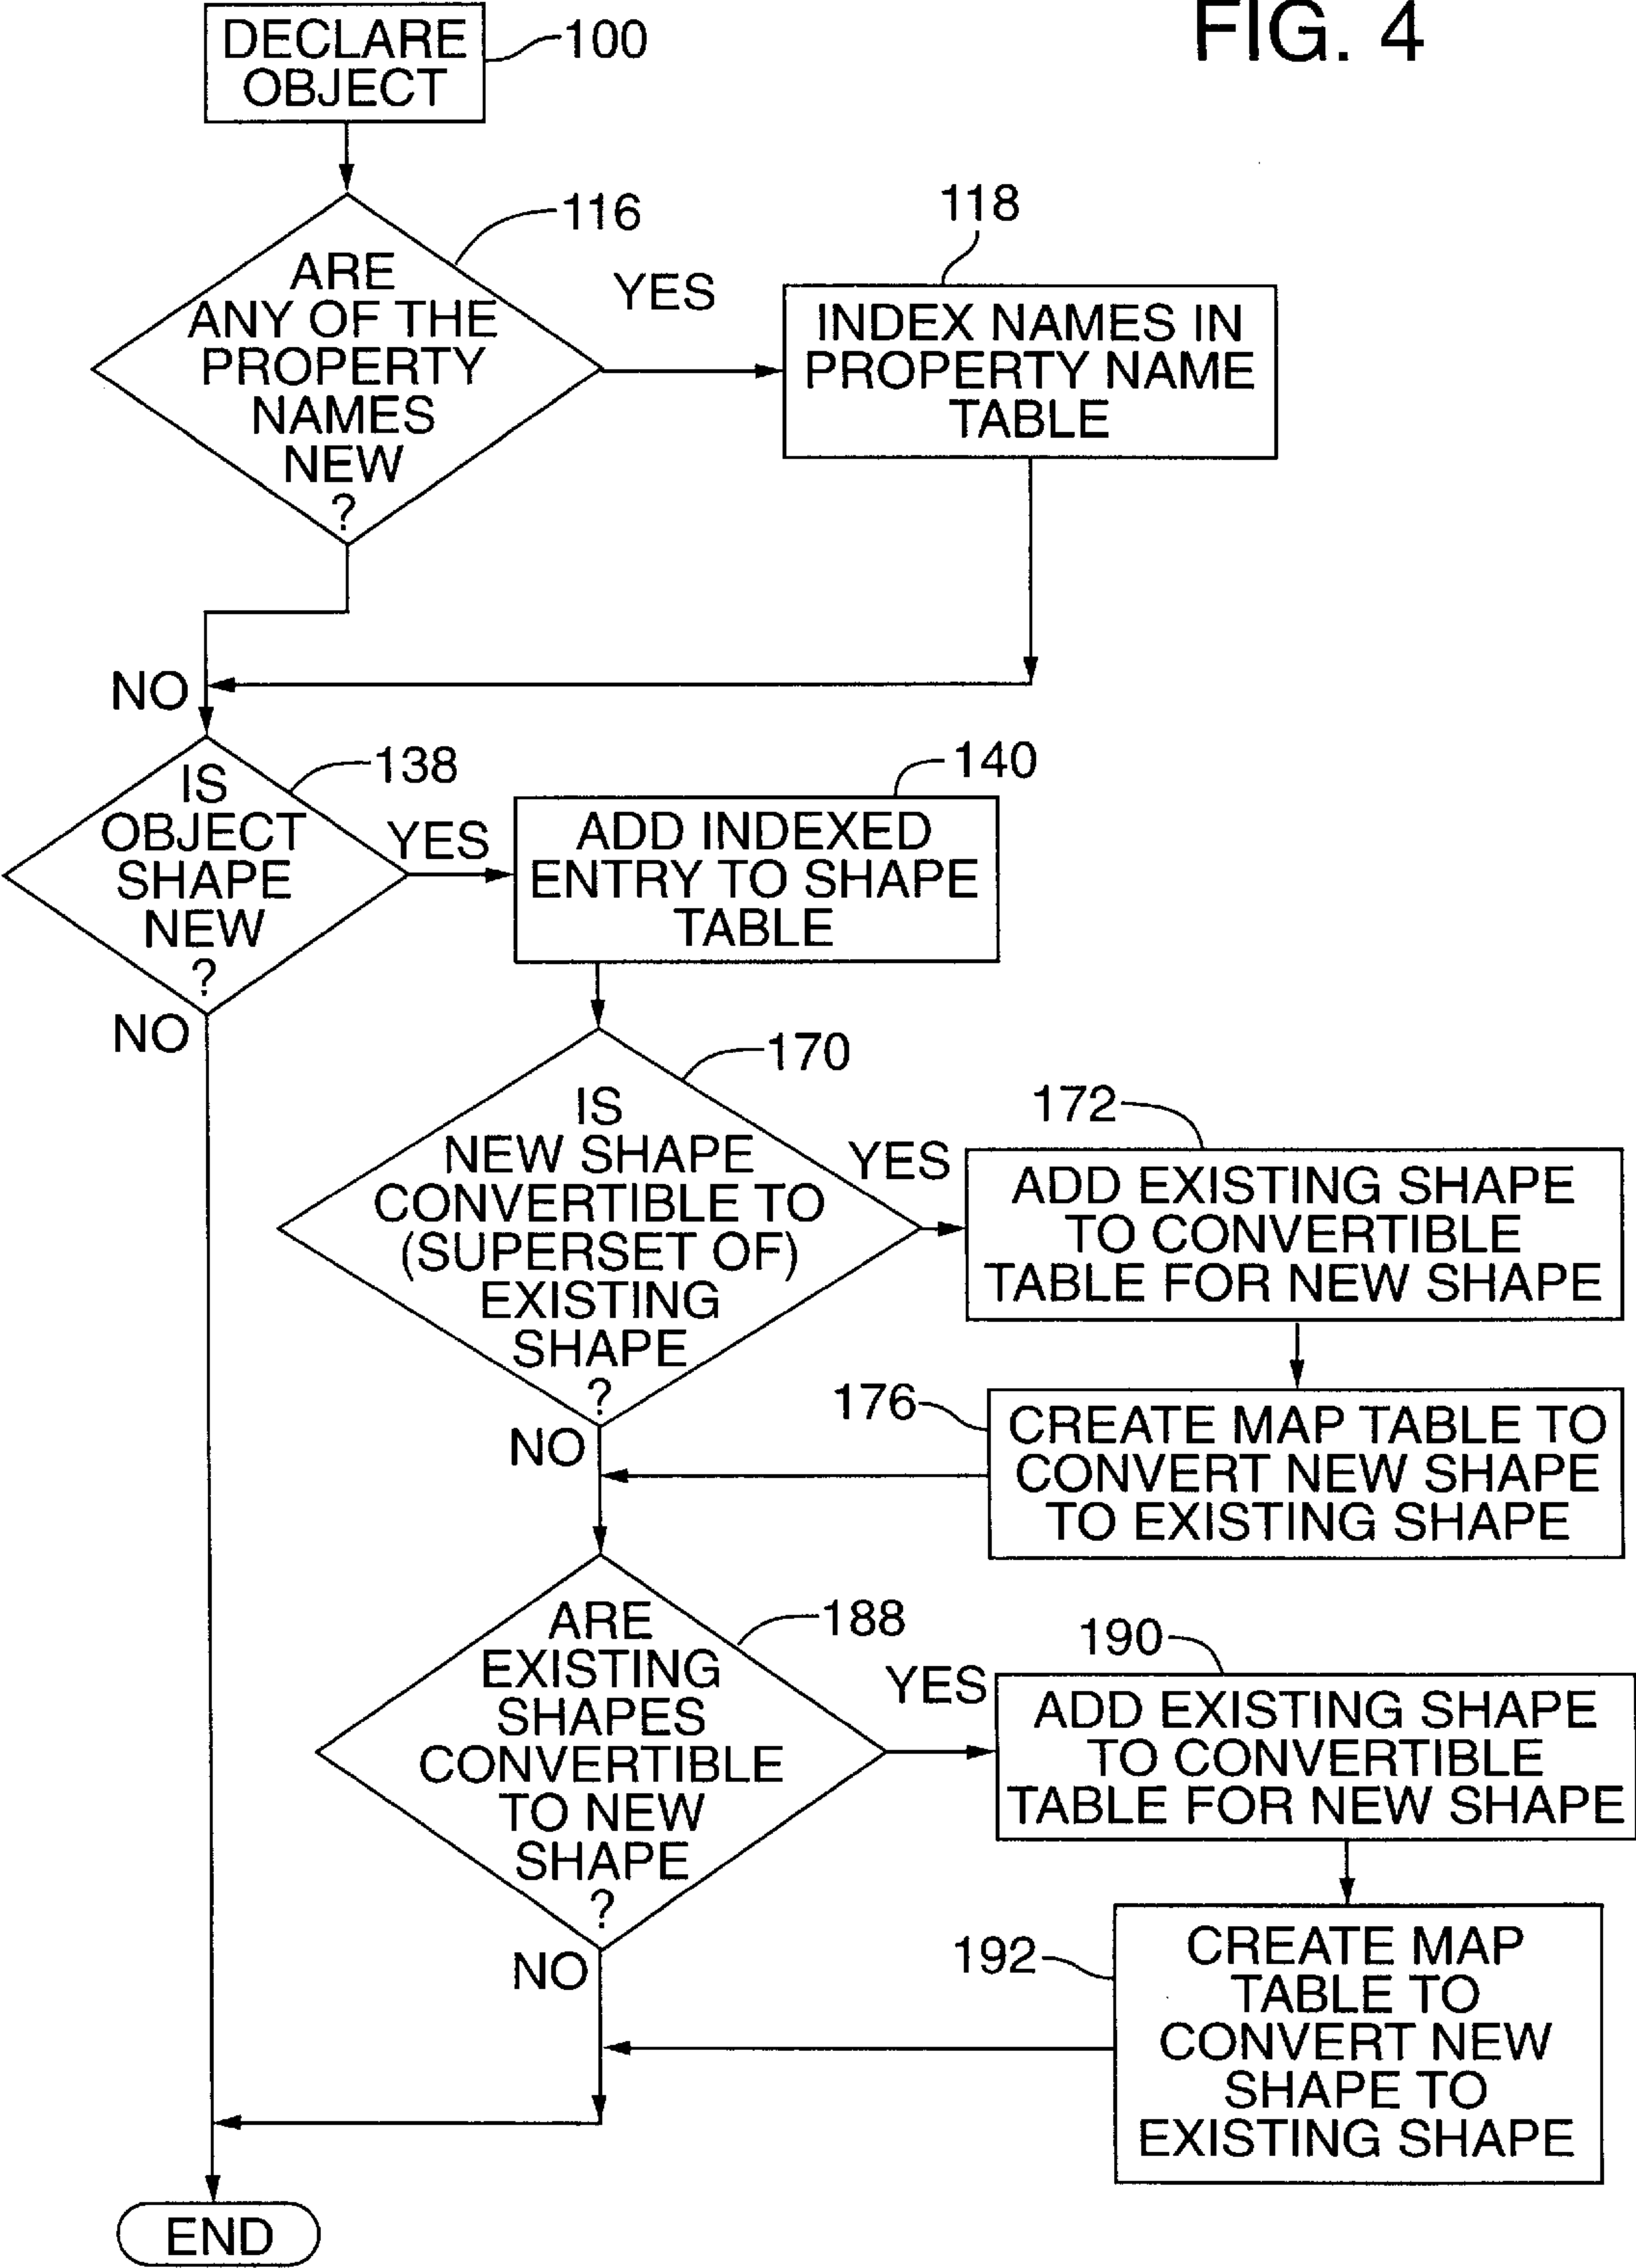 FIG. 4
DECLARE
OBJECT
100
116
ARE
ANY OF THE
PROPERTY
NAMES
NEW
?
YES
118
INDEX NAMES IN
PROPERTY NAME
TABLE
NO
138
IS
OBJECT
SHAPE
NEW
?
YES
140
ADD INDEXED
ENTRY TO SHAPE
TABLE
NO
170
IS
NEW SHAPE
CONVERTIBLE TO
(SUPERSET OF)
EXISTING
SHAPE
?
YES
172
ADD EXISTING SHAPE
TO CONVERTIBLE
TABLE FOR NEW SHAPE
176
CREATE MAP TABLE TO
CONVERT NEW SHAPE
TO EXISTING SHAPE
NO
188
ARE
EXISTING
SHAPES
CONVERTIBLE
TO NEW
SHAPE
?
YES
190
ADD EXISTING SHAPE
TO CONVERTIBLE
TABLE FOR NEW SHAPE
192
CREATE MAP
TABLE TO
CONVERT NEW
SHAPE TO
EXISTING SHAPE
NO
END